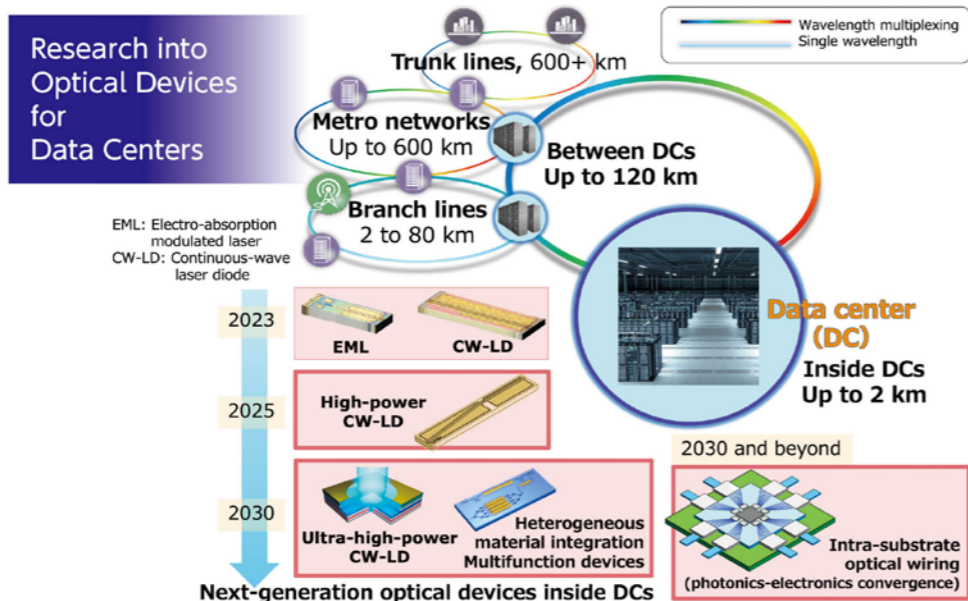 Research into
Optical Devices
for
Data Centers
Wavelength multiplexing
Single wavelength
Trunk lines, 600+ km
Metro networks
Up to 600 km
Between DCs
Up to 120 km
Branch lines
2 to 80 km
EML: Electro-absorption
modulated laser
CW-LD: Continuous-wave
laser diode
Data center
(DC)
Inside DCs
Up to 2 km
2023
EML
CW-LD
2025
High-power
CW-LD
2030
Ultra-high-power
CW-LD
Heterogeneous
material integration
Multifunction devices
2030 and beyond
Intra-substrate
optical wiring
(photonics-electronics convergence)
Next-generation optical devices inside DCs